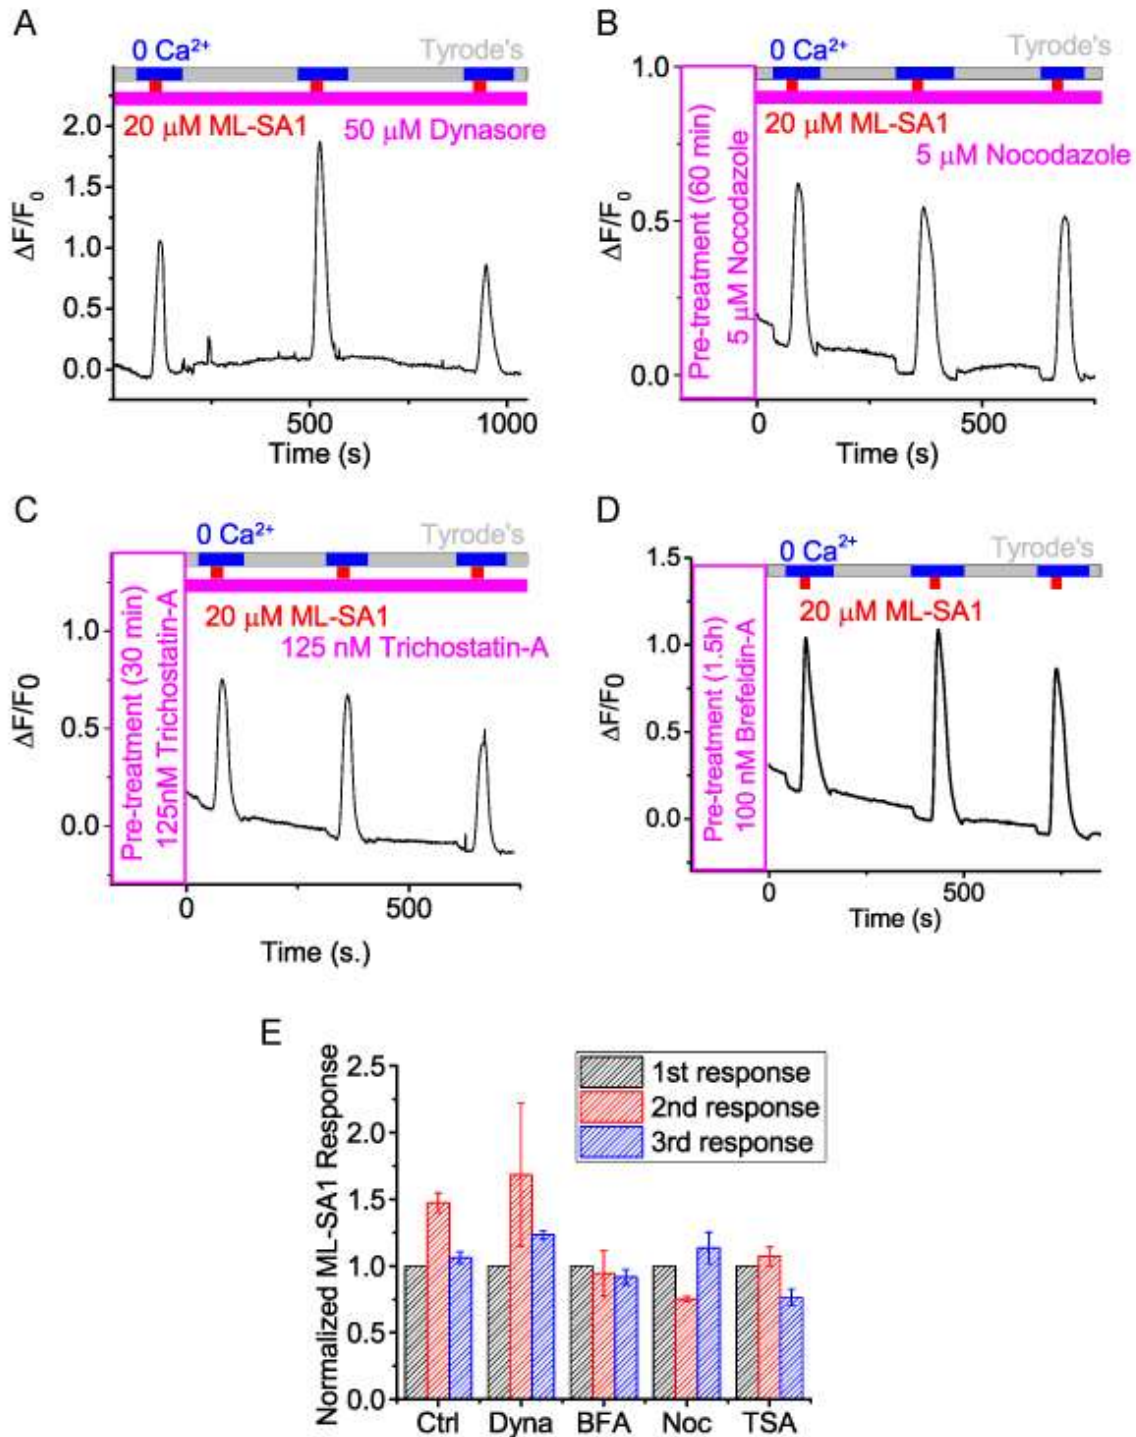 A
0 Ca²⁺
Tyrode's
20 μM ML-SA1
50 μM Dynasore
2.0
1.5
1.0
0.5
0.0
ΔF/F₀
500
1000
Time (s)
B
0 Ca²⁺
Tyrode's
1.0
20 μM ML-SA1
5 μM Nocodazole
Pre-treatment (60 min)
5 μM Nocodazole
0.5
0.0
ΔF/F₀
0
500
Time (s)
C
0 Ca²⁺
Tyrode's
20 μM ML-SA1
125 nM Trichostatin-A
Pre-treatment (30 min)
125nM Trichostatin-A
1.0
0.5
0.0
ΔF/F0
0
500
Time (s.)
D
0 Ca²⁺
Tyrode's
1.5
20 μM ML-SA1
Pre-treatment (1.5h)
100 nM Brefeldin-A
1.0
0.5
0.0
ΔF/F0
0
500
Time (s)
E
Normalized ML-SA1 Response
2.5
2.0
1.5
1.0
0.5
0.0
1st response
2nd response
3rd response
Ctrl
Dyna
BFA
Noc
TSA